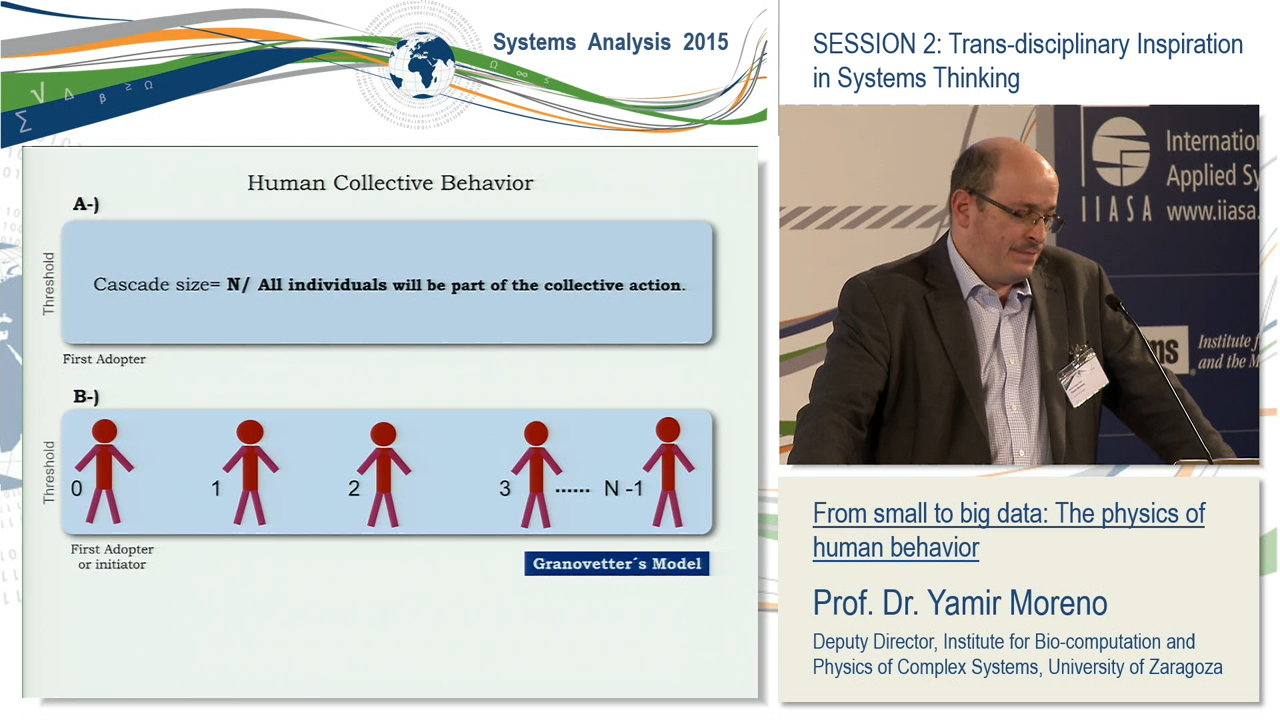 Systems Analysis 2015
Human Collective Behavior
A-)
Threshold
Cascade size= N/ All individuals will be part of the collective action.
First Adopter
B-)
Threshold
0 1 2 3 ...... N -1
First Adopter
or initiator
Granovetter´s Model
SESSION 2: Trans-disciplinary Inspiration
in Systems Thinking
IIASA
Internation
Applied Sy
www.iiasa.
ms
Institute f
and the M
From small to big data: The physics of
human behavior
Prof. Dr. Yamir Moreno
Deputy Director, Institute for Bio-computation and
Physics of Complex Systems, University of Zaragoza